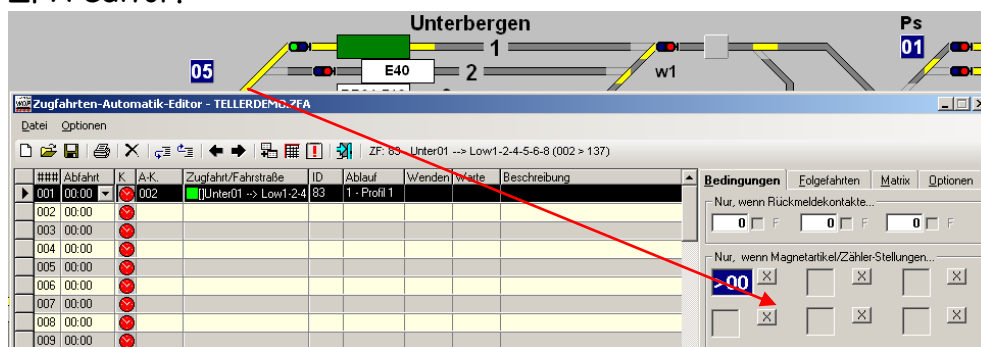 Unterbergen
Ps
1
01
05
E40
2
w1
Zugfahrten-Automatik-Editor - TELLERDEMO.ZFA
Datei Optionen
ZF: 83 - Unter01 --> Low1-2-4-5-6-8 (002 > 137)
### Abfahrt K A-K. Zugfahrt/Fahrstraße ID Ablauf Wenden Warte Beschreibung
Bedingungen Folgefahrten Matrix Optionen
001 00:00 002 []Unter01 --> Low1-2-4 83 1 - Profil 1
Nur, wenn Rückmeldekontakte...
002 00:00
0 F 0 F 0 F
003 00:00
004 00:00
Nur, wenn Magnetartikel/Zähler-Stellungen...
005 00:00
>00 X X X
006 00:00
007 00:00
X X X
008 00:00
009 00:00